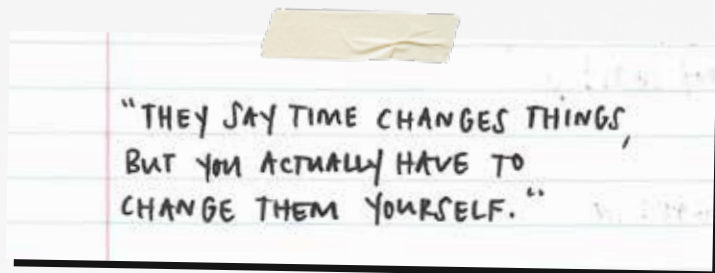 "THEY SAY TIME CHANGES THINGS,
BUT YOU ACTUALLY HAVE TO
CHANGE THEM YOURSELF."